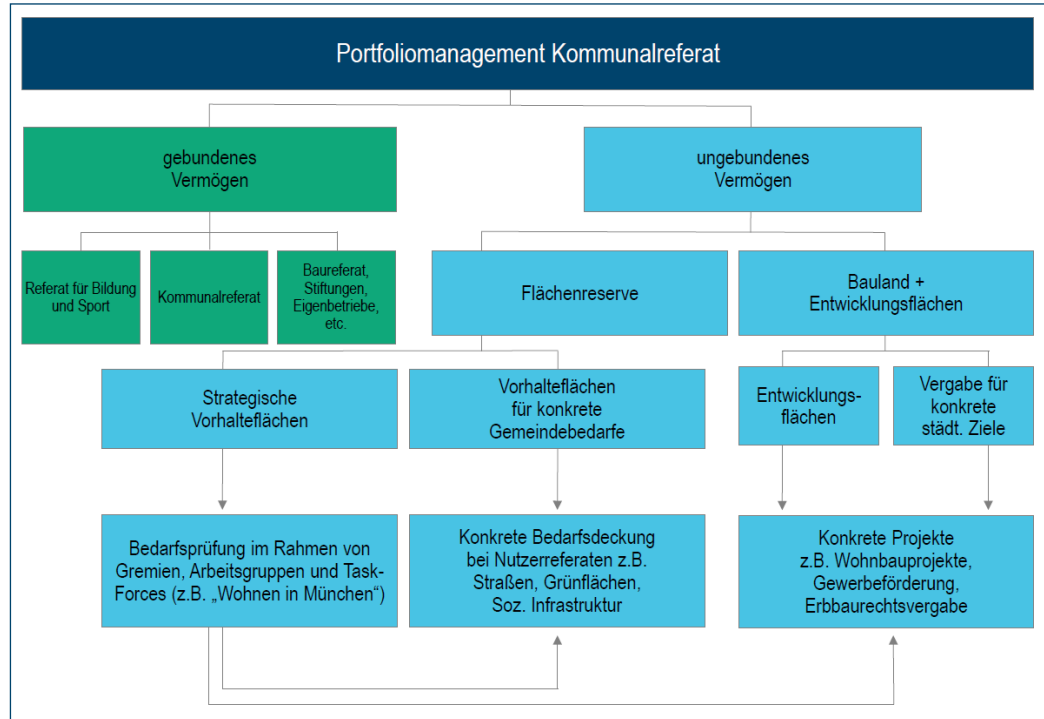 Portfoliomanagement Kommunalreferat
gebundenes
Vermögen
ungebundenes
Vermögen
Referat für Bildung
und Sport
Kommunalreferat
Baureferat,
Stiftungen,
Eigenbetriebe,
etc.
Flächenreserve
Bauland +
Entwicklungsflächen
Strategische
Vorhalteflächen
Vorhalteflächen
für konkrete
Gemeindebedarfe
Entwicklungs-
flächen
Vergabe für
konkrete
städt. Ziele
Bedarfsprüfung im Rahmen von
Gremien, Arbeitsgruppen und Task-
Forces (z.B. „Wohnen in München“)
Konkrete Bedarfsdeckung
bei Nutzerreferaten z.B.
Straßen, Grünflächen,
Soz. Infrastruktur
Konkrete Projekte
z.B. Wohnbauprojekte,
Gewerbeförderung,
Erbbaurechtsvergabe